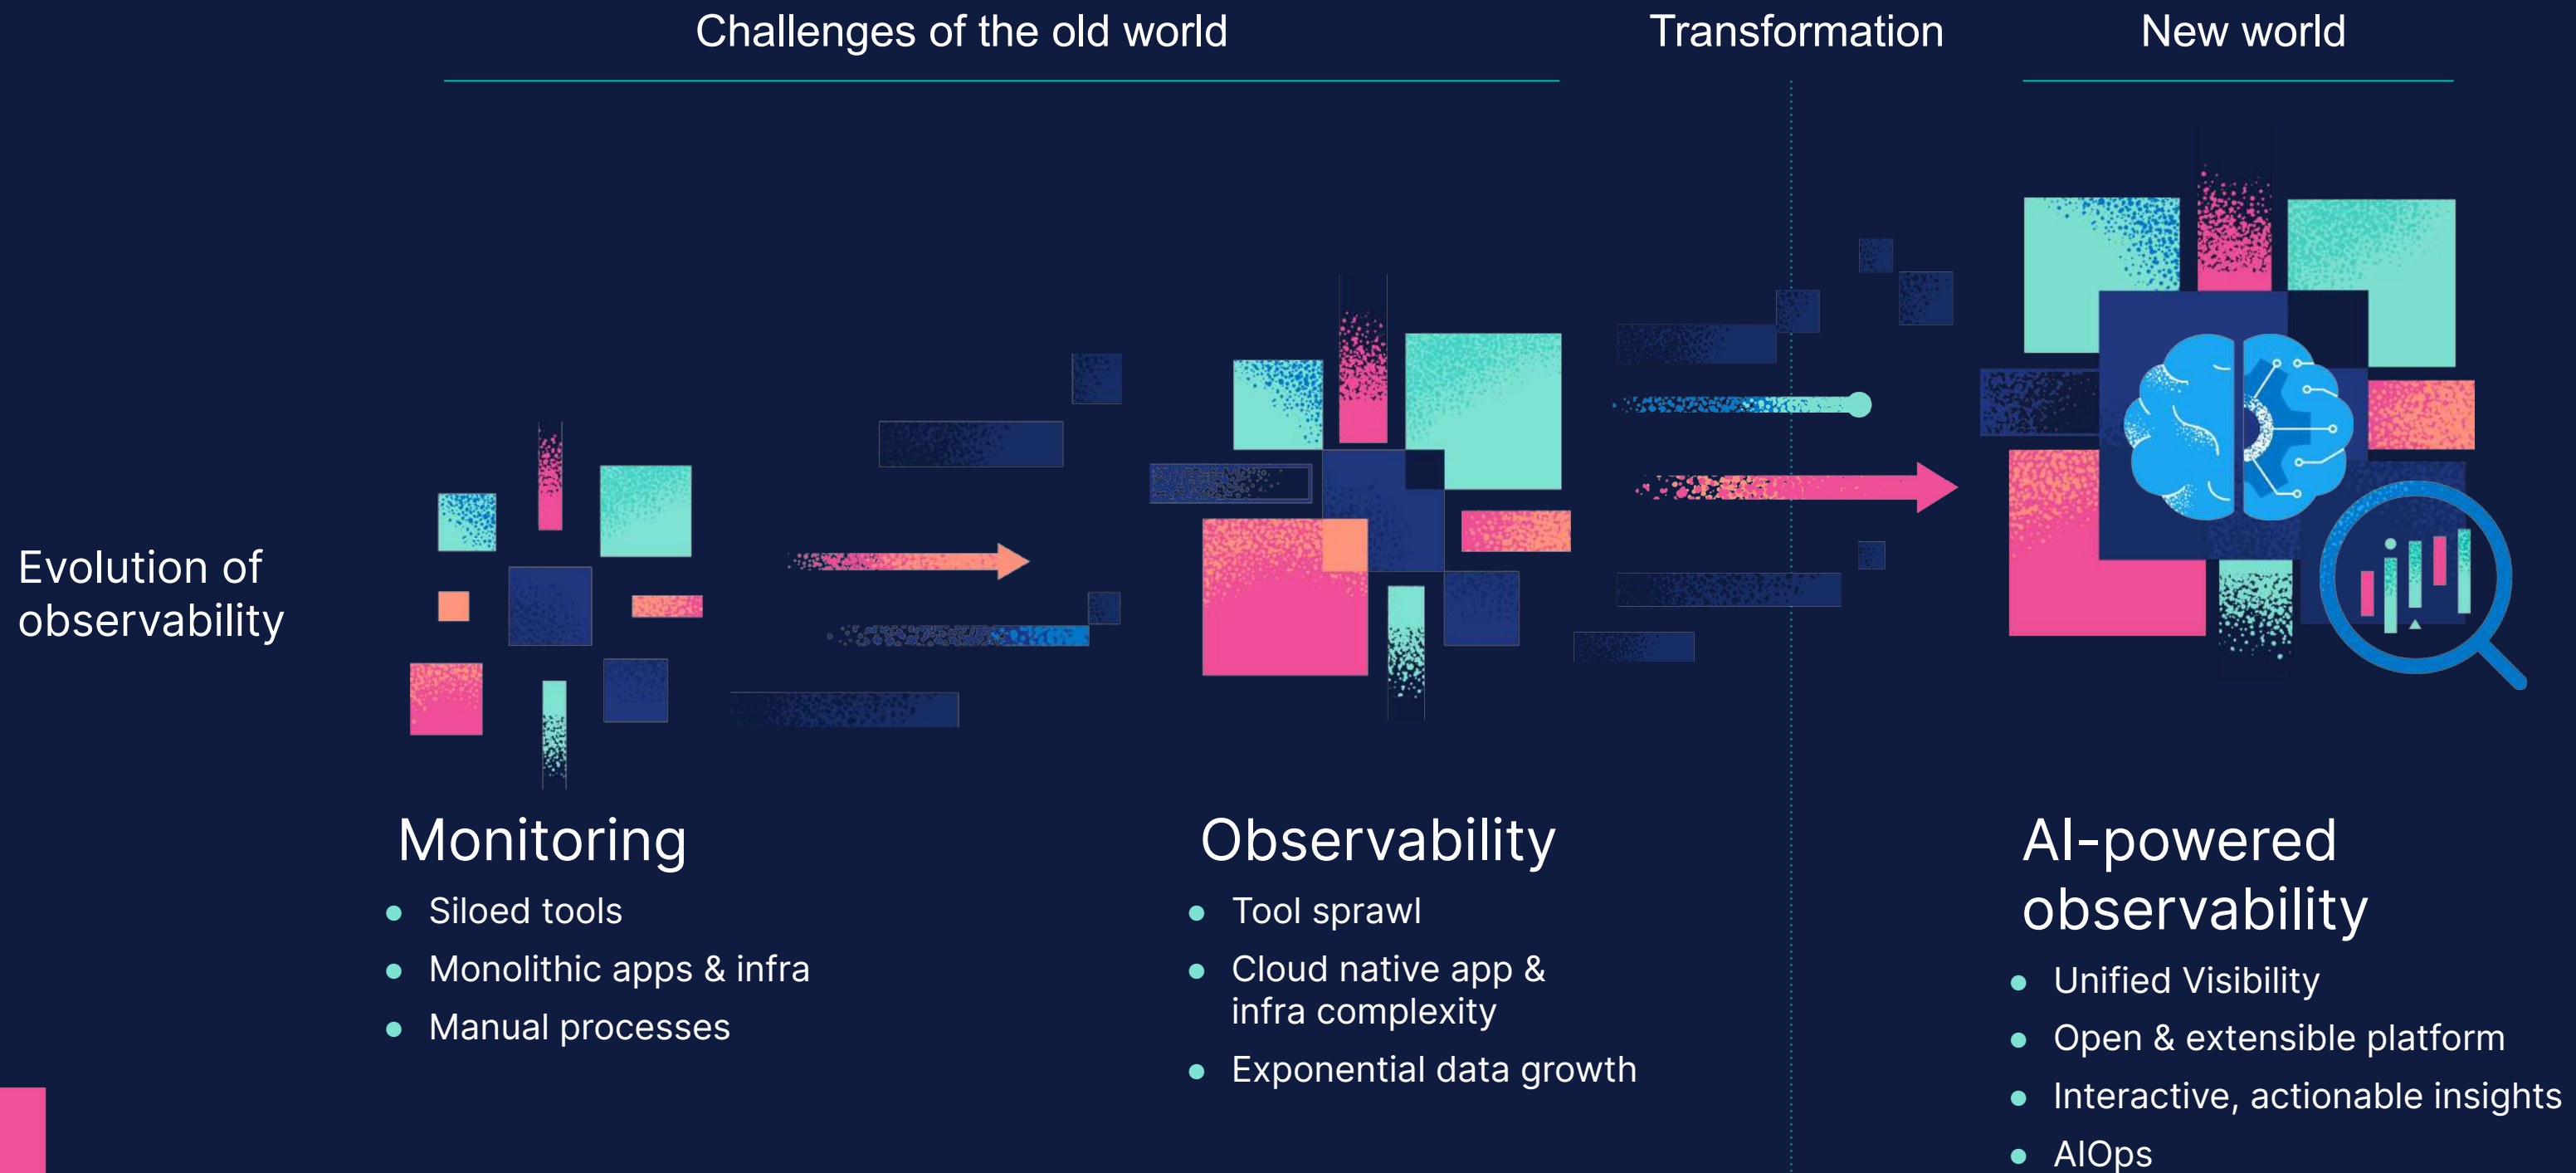 Challenges of the old world
Transformation
New world
Evolution of
observability
Monitoring
Siloed tools
Monolithic apps & infra
Manual processes
Observability
Tool sprawl
Cloud native app &
infra complexity
Exponential data growth
AI-powered
observability
Unified Visibility
Open & extensible platform
Interactive, actionable insights
AIOps